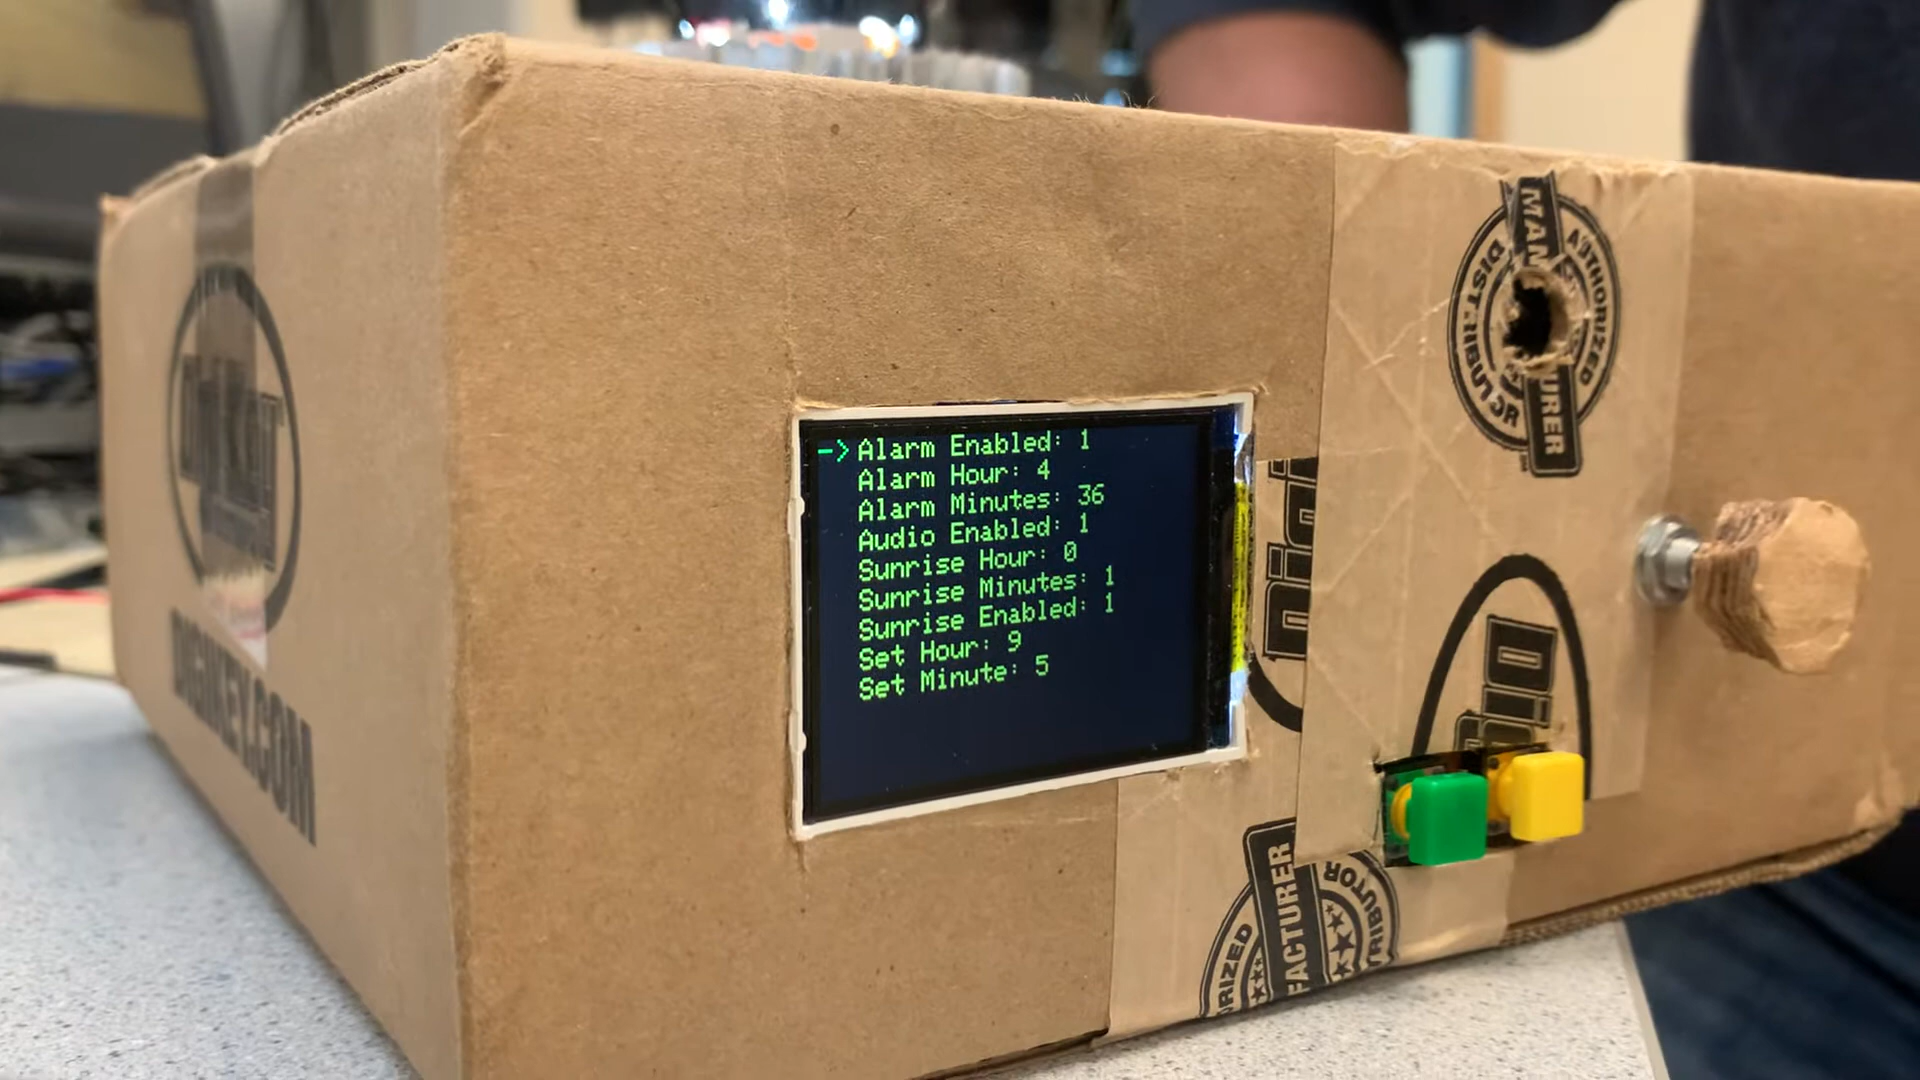 -> Alarm Enabled: 1
Alarm Hour: 4
Alarm Minutes: 36
Audio Enabled: 1
Sunrise Hour: 0
Sunrise Minutes: 1
Sunrise Enabled: 1
Set Hour: 9
Set Minute: 5
DIGIKEY.COM
AUTHORIZED
Digi
FACTURER